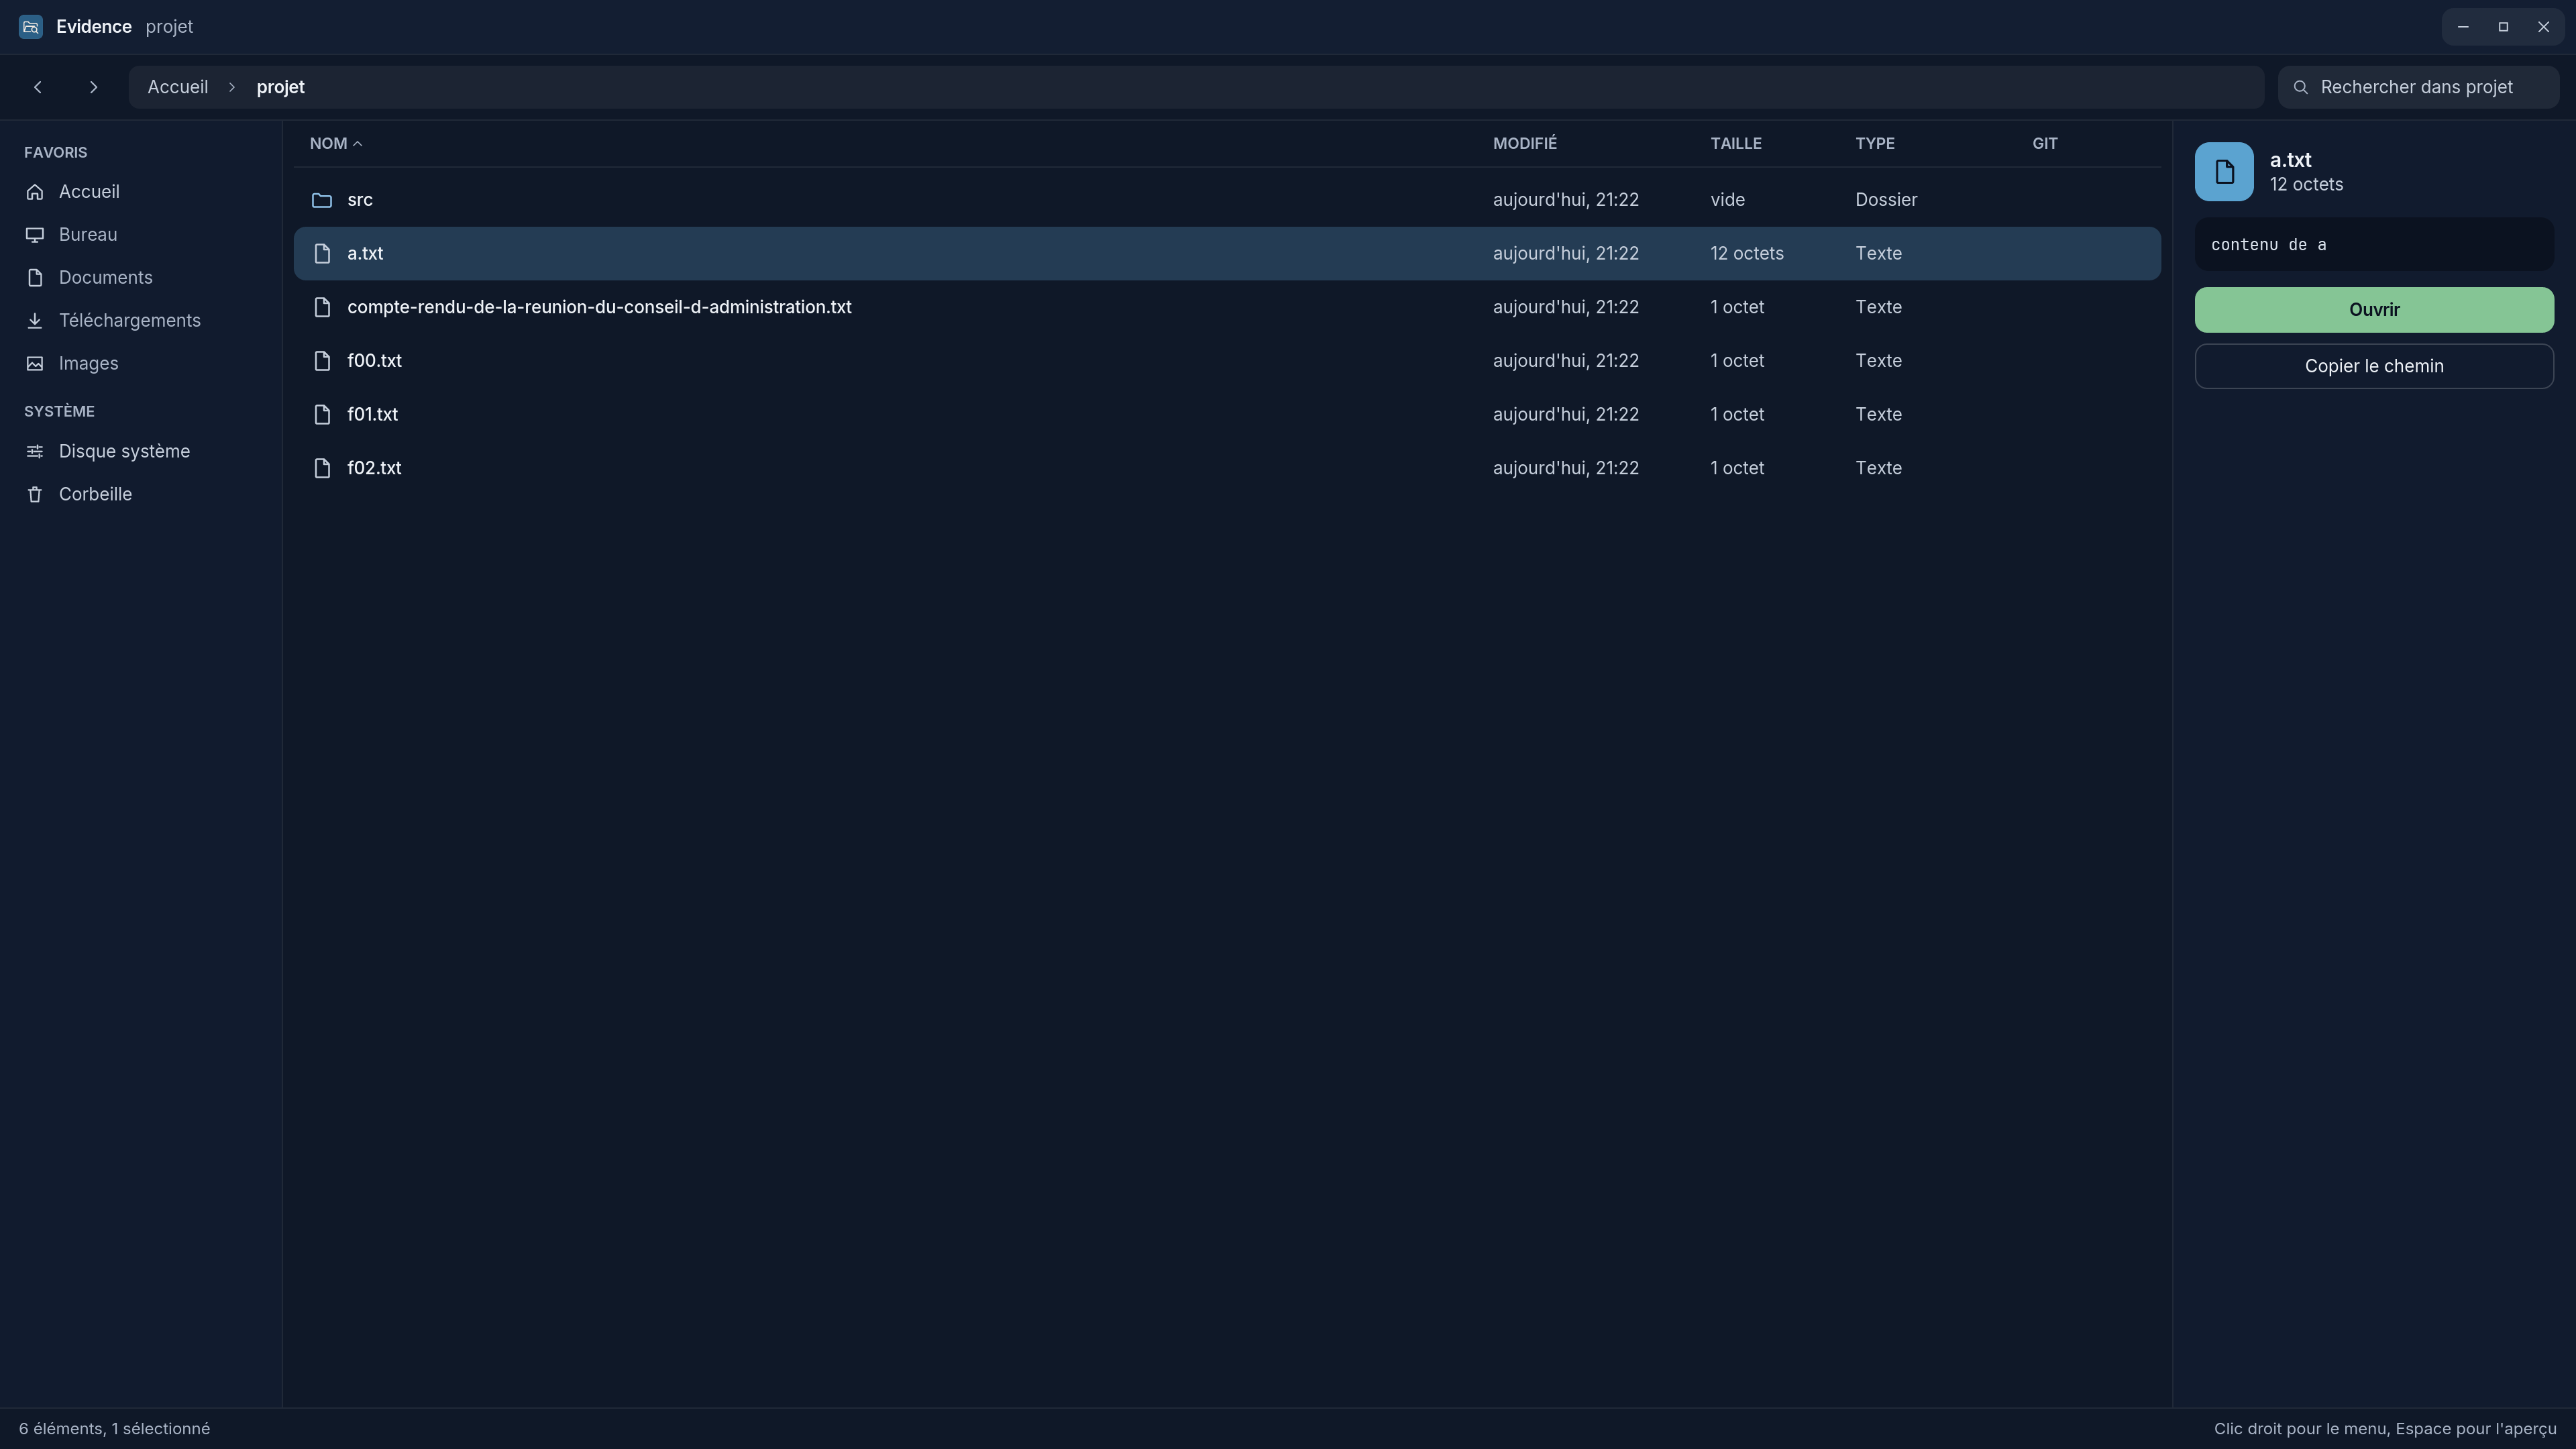 Evidence projet
Accueil projet Rechercher dans projet
FAVORIS
Accueil
Bureau
Documents
Téléchargements
Images
SYSTÈME
Disque système
Corbeille
NOM MODIFIÉ TAILLE TYPE GIT
src aujourd'hui, 21:22 vide Dossier
a.txt aujourd'hui, 21:22 12 octets Texte
compte-rendu-de-la-reunion-du-conseil-d-administration.txt aujourd'hui, 21:22 1 octet Texte
f00.txt aujourd'hui, 21:22 1 octet Texte
f01.txt aujourd'hui, 21:22 1 octet Texte
f02.txt aujourd'hui, 21:22 1 octet Texte
a.txt
12 octets
contenu de a
Ouvrir
Copier le chemin
6 éléments, 1 sélectionné
Clic droit pour le menu, Espace pour l'aperçu